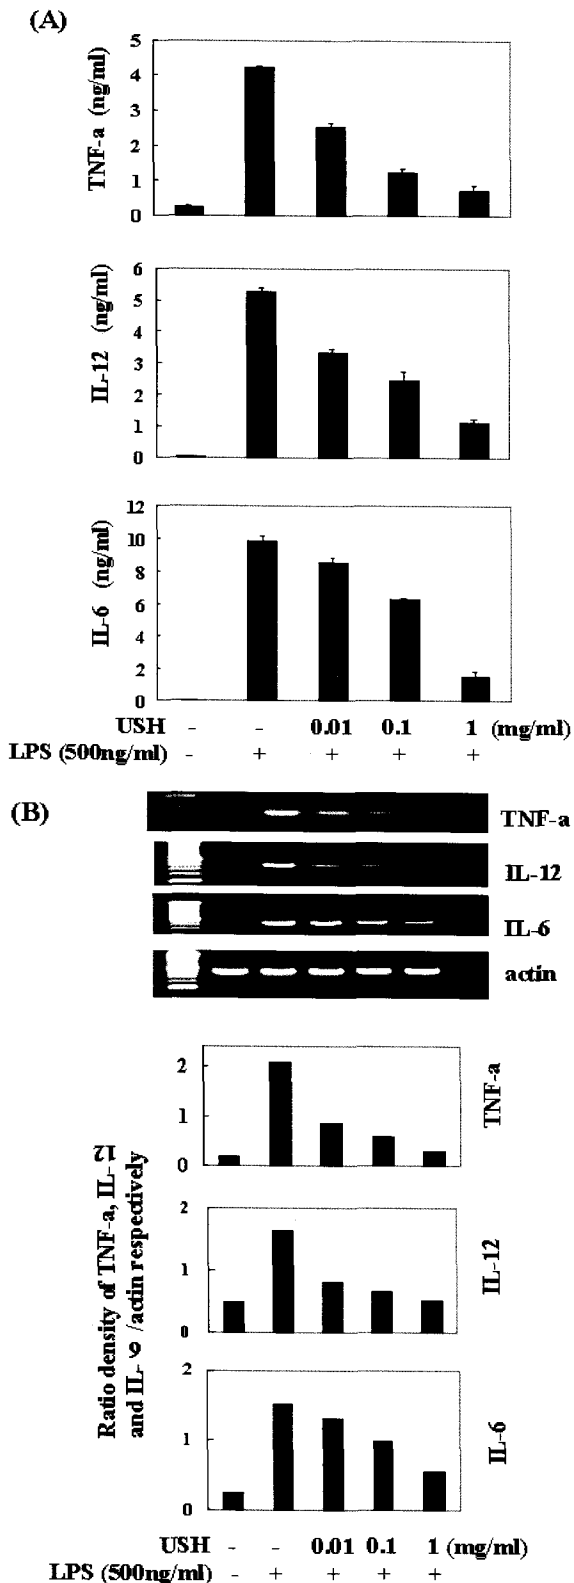 (A)
TNF-a (ng/ml)
5
4
3
2
1
0
IL-12 (ng/ml)
6
5
4
3
2
1
0
IL-6 (ng/ml)
12
10
8
6
4
2
0
USH - - 0.01 0.1 1 (mg/ml)
LPS (500ng/ml) - + + + +
(B)
TNF-a
IL-12
IL-6
actin
Ratio density of TNF-a, IL-12
and IL-9/actin respectively
2
1
0
TNF-a
2
1
0
IL-12
2
1
0
IL-6
USH - - 0.01 0.1 1 (mg/ml)
LPS (500ng/ml) - + + + +